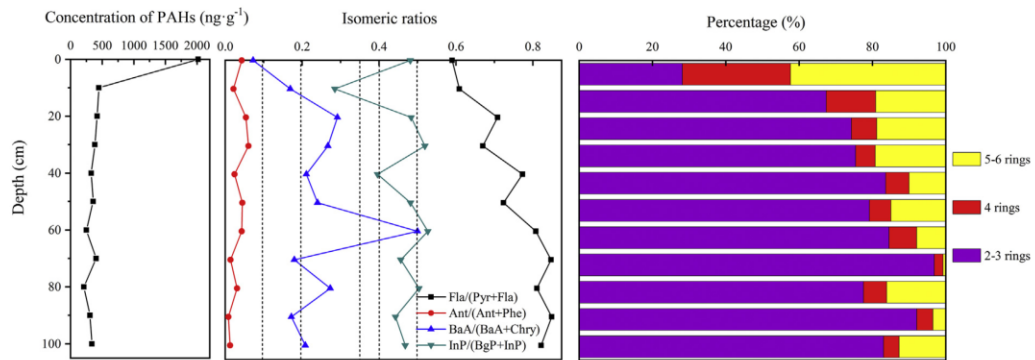 Concentration of PAHs (ng·g⁻¹)
0 500 1000 1500 2000
Isomeric ratios
0.0 0.2 0.4 0.6 0.8
Percentage (%)
0 20 40 60 80 100
Depth (cm)
0
20
40
60
80
100
Fla/(Pyr+Fla)
Ant/(Ant+Phe)
BaA/(BaA+Chry)
InP/(BgP+InP)
5-6 rings
4 rings
2-3 rings